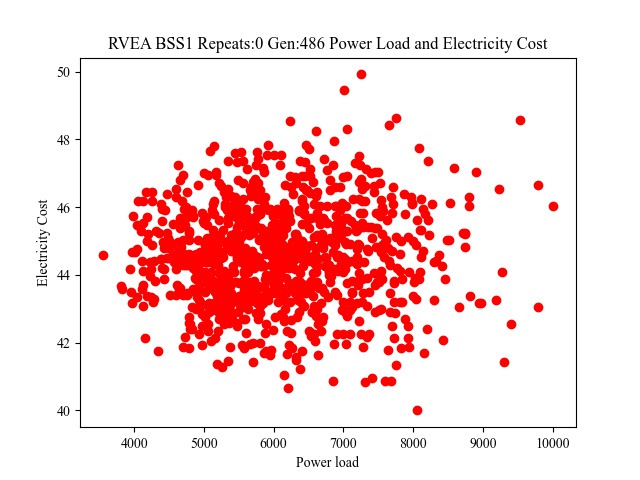 RVEA BSS1 Repeats:0 Gen:486 Power Load and Electricity Cost
50
48
46
44
42
40
Electricity Cost
4000 5000 6000 7000 8000 9000 10000
Power load